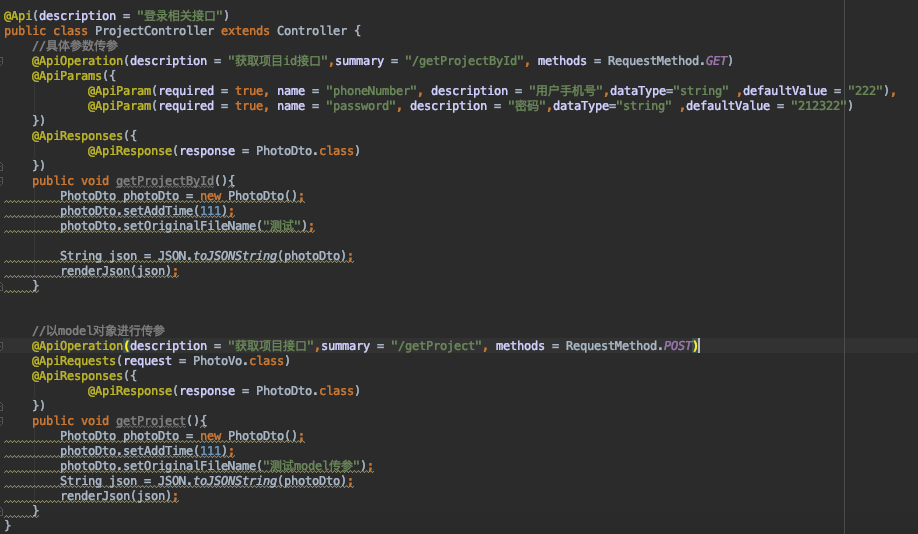 @Api(description = "登录相关接口")
public class ProjectController extends Controller {
//具体参数传参
@ApiOperation(description = "获取项目id接口",summary = "/getProjectById", methods = RequestMethod.GET)
@ApiParams({
@ApiParam(required = true, name = "phoneNumber", description = "用户手机号",dataType="string" ,defaultValue = "222"),
@ApiParam(required = true, name = "password", description = "密码",dataType="string" ,defaultValue = "212322")
})
@ApiResponses({
@ApiResponse(response = PhotoDto.class)
})
public void getProjectById(){
PhotoDto photoDto = new PhotoDto();
photoDto.setAddTime(111);
photoDto.setOriginalFileName("测试");
String json = JSON.toJSONString(photoDto);
renderJson(json);
}
//以model对象进行传参
@ApiOperation(description = "获取项目接口",summary = "/getProject", methods = RequestMethod.POST)
@ApiRequests(request = PhotoVo.class)
@ApiResponses({
@ApiResponse(response = PhotoDto.class)
})
public void getProject(){
PhotoDto photoDto = new PhotoDto();
photoDto.setAddTime(111);
photoDto.setOriginalFileName("测试model传参");
String json = JSON.toJSONString(photoDto);
renderJson(json);
}
}